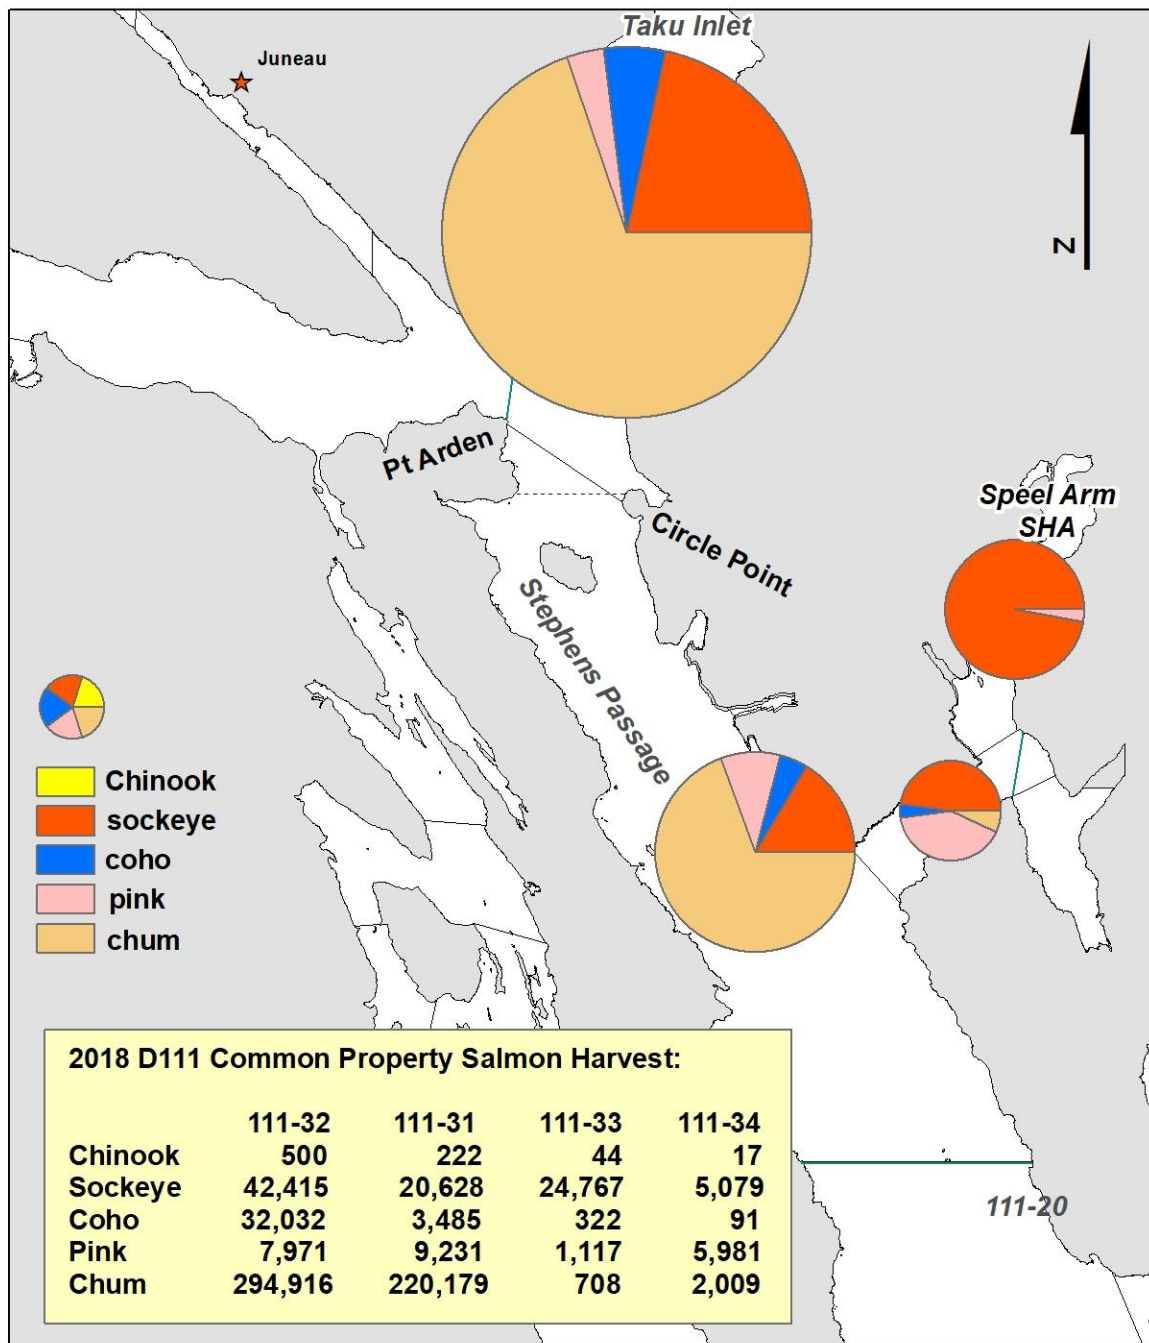 Taku Inlet
Juneau
N
Pt Arden
Circle Point
Speel Arm
SHA
Stephens Passage
Chinook
sockeye
coho
pink
chum
2018 D111 Common Property Salmon Harvest:
111-32 111-31 111-33 111-34
Chinook 500 222 44 17
Sockeye 42,415 20,628 24,767 5,079
Coho 32,032 3,485 322 91
Pink 7,971 9,231 1,117 5,981
Chum 294,916 220,179 708 2,009
111-20